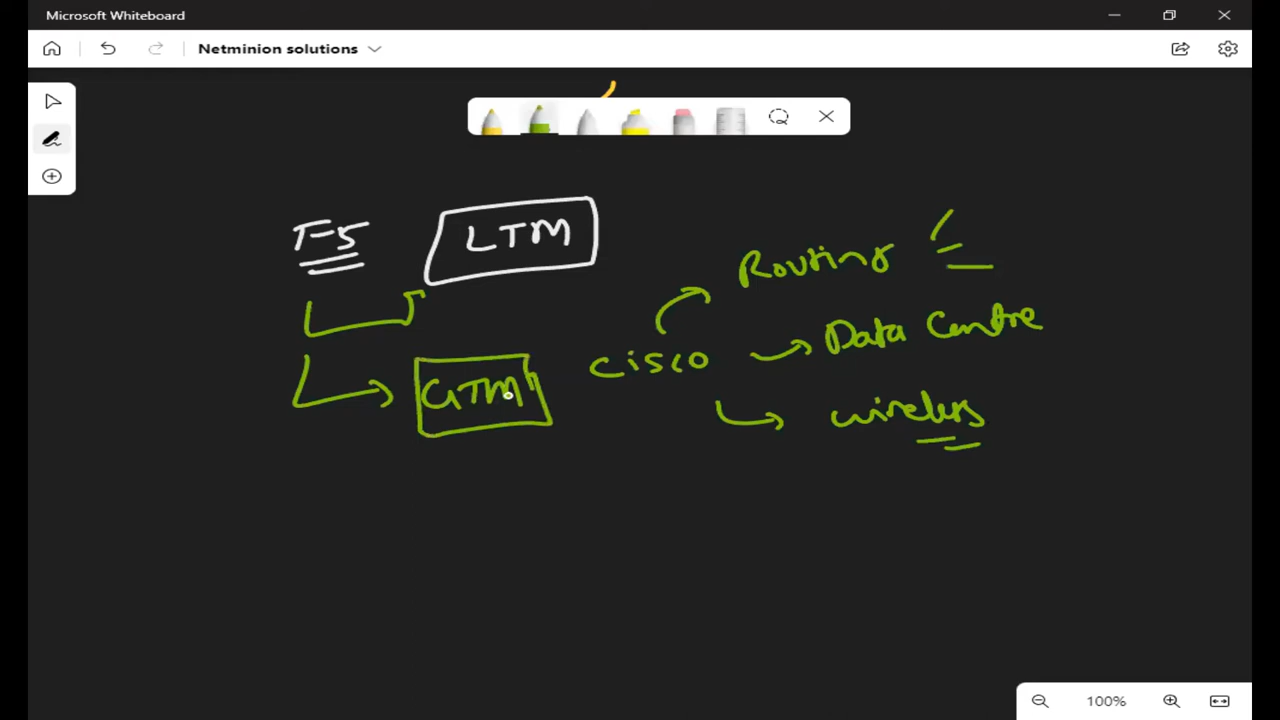 Microsoft Whiteboard
Netminion solutions
F5
LTM
Routing
Data Centre
Cisco
GTM
wireless
100%